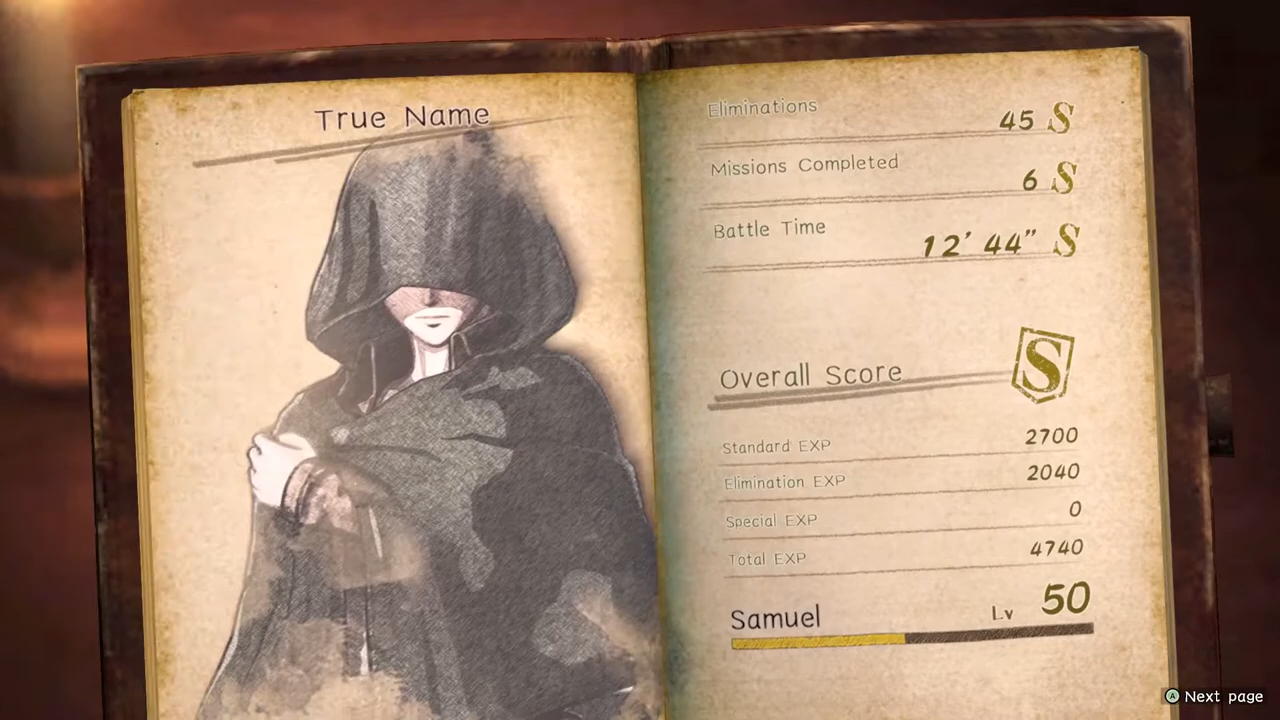 True Name
Eliminations
45 S
Missions Completed
6 S
Battle Time
12' 44" S
Overall Score
S
Standard EXP 2700
Elimination EXP 2040
Special EXP 0
Total EXP 4740
Samuel Lv 50
A Next page